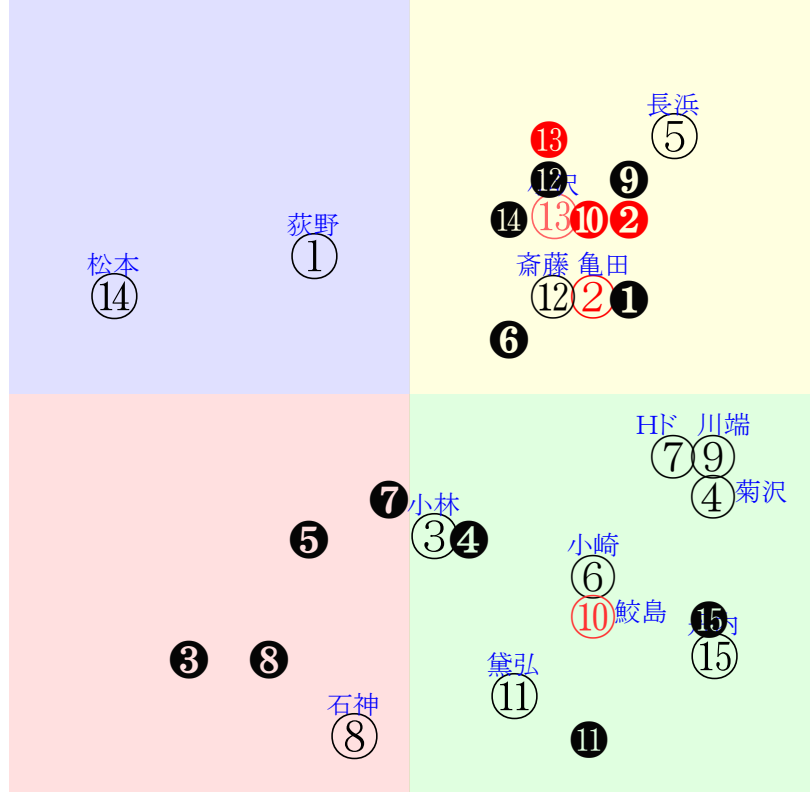 長浜
⑤
⓭
⓬
❾
沢
荻野
①
⓮
⑬
❿
❷
松本
⑭
斎藤 亀田
⑫
②
❶
❻
Hド 川端
⑦
⑨
④
菊沢
❼
小林
③
❹
❺
小崎
⑥
⑩
鮫島
⓯
内
⑮
❸
❽
黛弘
⑪
石神
⑧
⓫